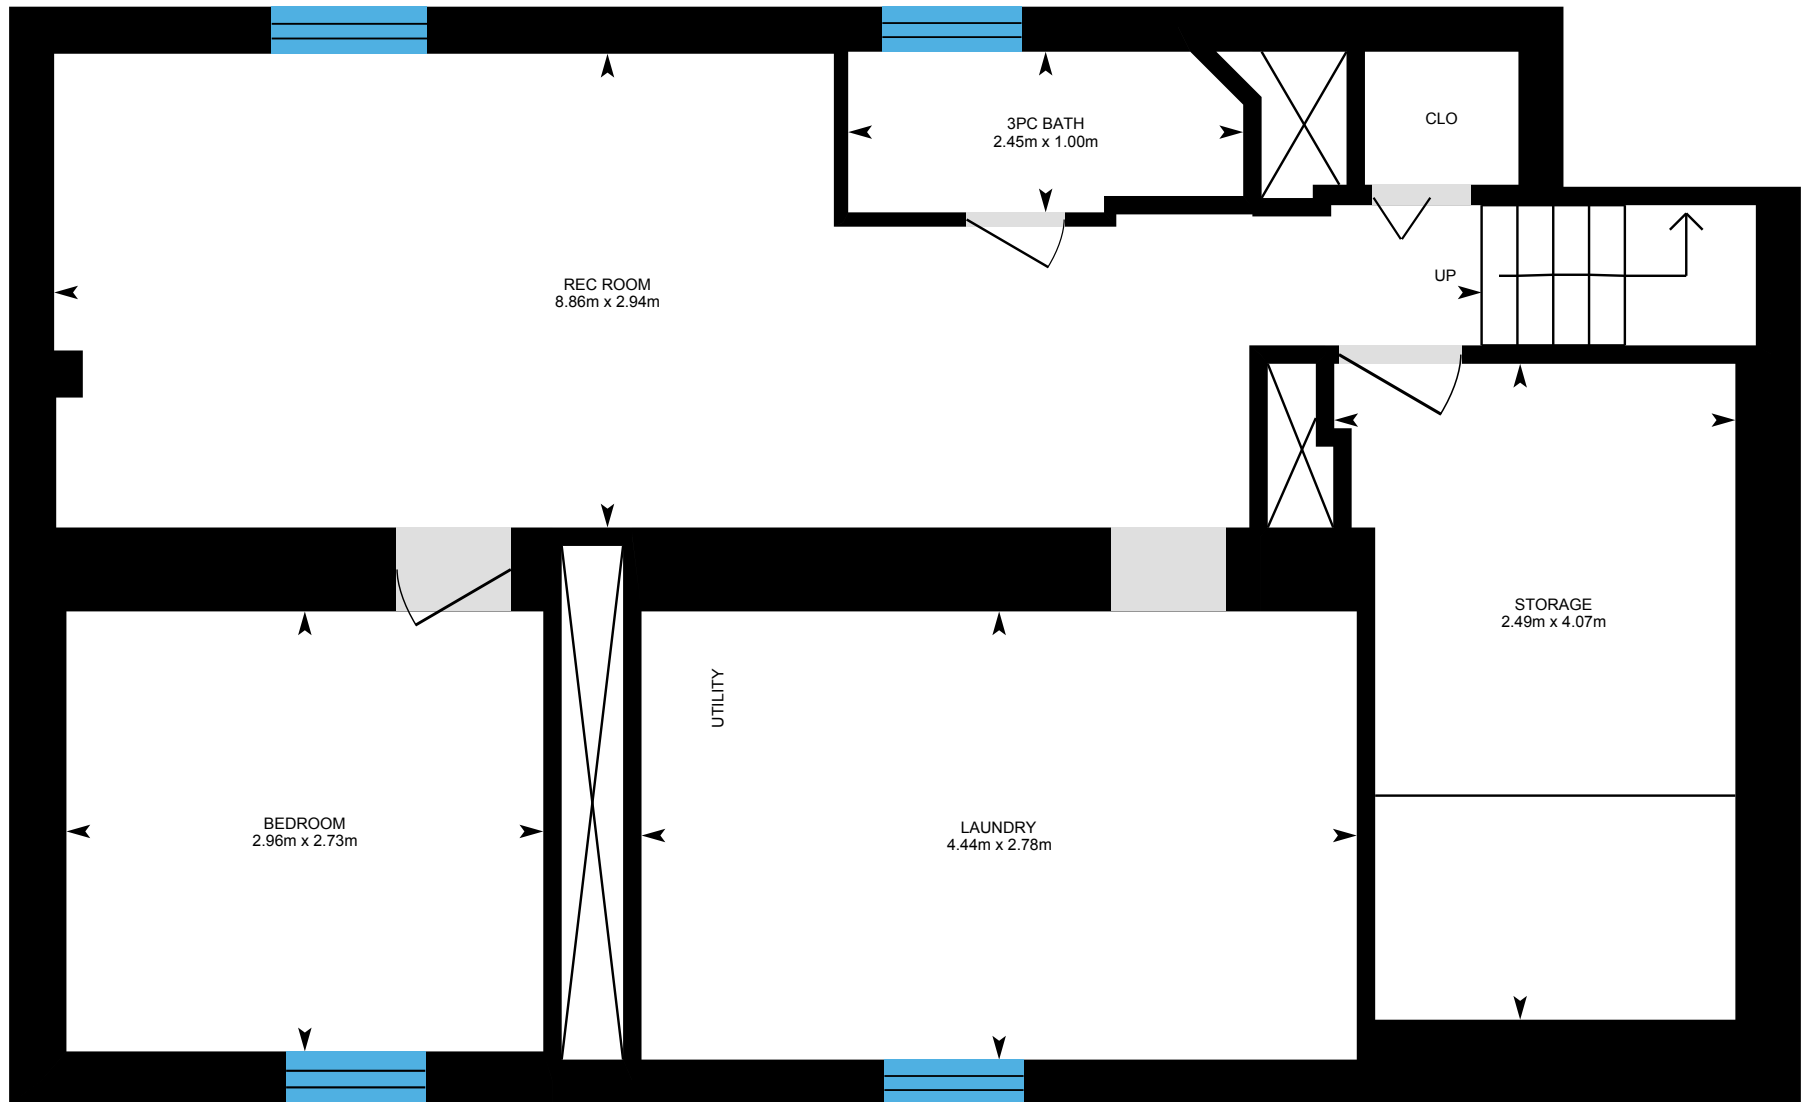 3PC BATH
2.45m x 1.00m
CLO
REC ROOM
8.86m x 2.94m
UP
STORAGE
2.49m x 4.07m
UTILITY
BEDROOM
2.96m x 2.73m
LAUNDRY
4.44m x 2.78m